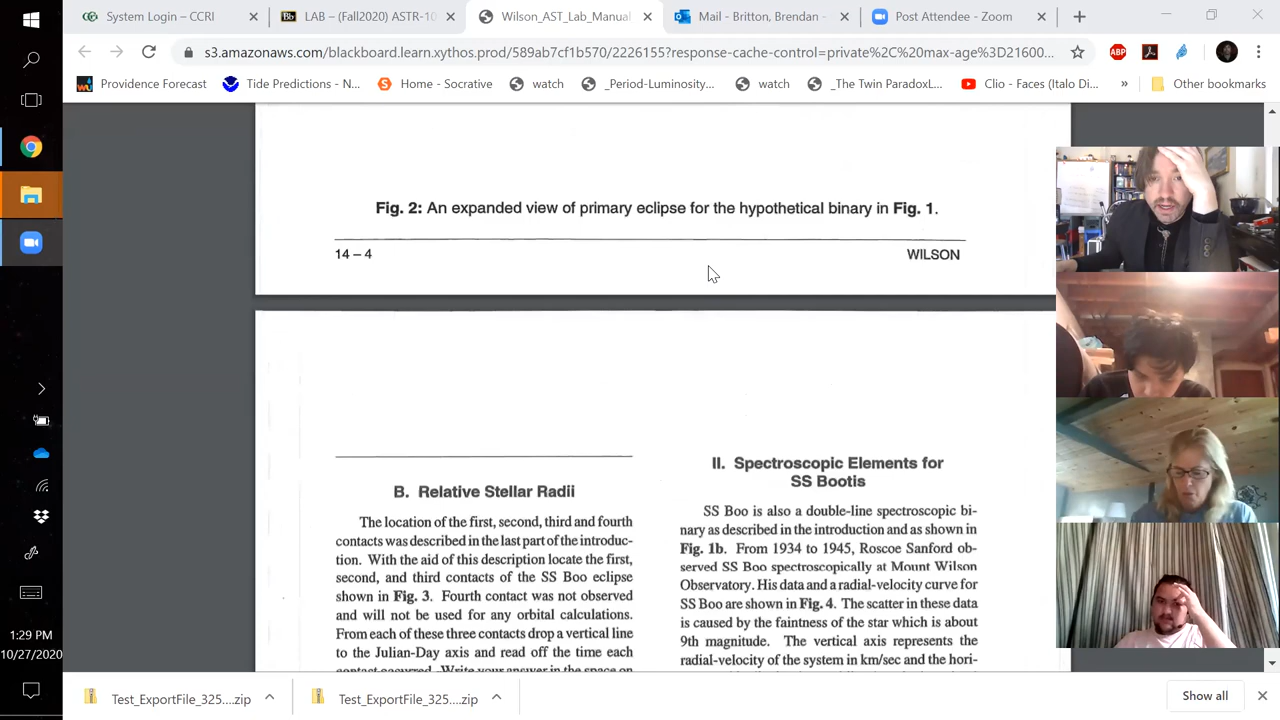 System Login – CCRI
LAB – (Fall2020) ASTR-10
Wilson_AST_Lab_Manual
Mail - Britton, Brendan -
Post Attendee - Zoom
s3.amazonaws.com/blackboard.learn.xythos.prod/589ab7cf1b570/2226155?response-cache-control=private%2C%20max-age%3D21600...
ABP
Providence Forecast
Tide Predictions - N...
Home - Socrative
watch
_Period-Luminosity...
watch
_The Twin ParadoxL...
Clio - Faces (Italo Di...
»
Other bookmarks
Fig. 2: An expanded view of primary eclipse for the hypothetical binary in Fig. 1.
14 – 4
WILSON
B. Relative Stellar Radii
The location of the first, second, third and fourth
contacts was described in the last part of the introduc-
tion. With the aid of this description locate the first,
second, and third contacts of the SS Boo eclipse
shown in Fig. 3. Fourth contact was not observed
and will not be used for any orbital calculations.
From each of these three contacts drop a vertical line
to the Julian-Day axis and read off the time each
contact occurred. Write your answer in the space on
II. Spectroscopic Elements for
SS Bootis
SS Boo is also a double-line spectroscopic bi-
nary as described in the introduction and as shown in
Fig. 1b. From 1934 to 1945, Roscoe Sanford ob-
served SS Boo spectroscopically at Mount Wilson
Observatory. His data and a radial-velocity curve for
SS Boo are shown in Fig. 4. The scatter in these data
is caused by the faintness of the star which is about
9th magnitude. The vertical axis represents the
radial-velocity of the system in km/sec and the hori-
1:29 PM
10/27/2020
Test_ExportFile_325....zip
Test_ExportFile_325....zip
Show all